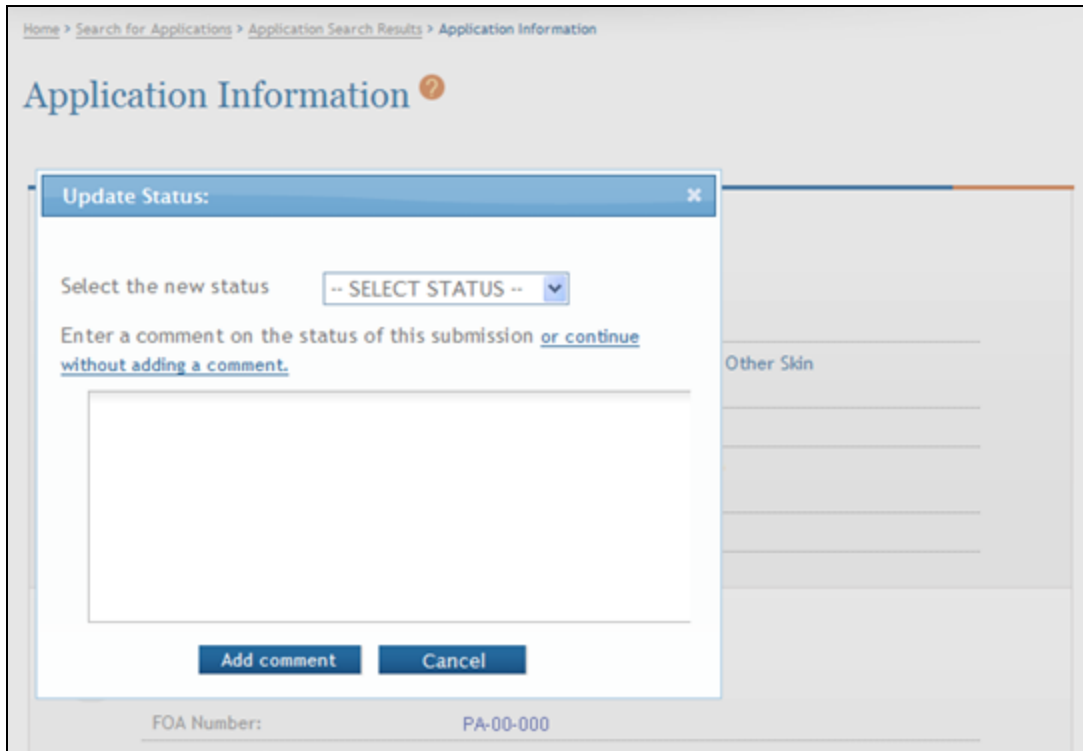 Home > Search for Applications > Application Search Results > Application Information
Application Information ?
Update Status: x
Select the new status -- SELECT STATUS --
Enter a comment on the status of this submission or continue
without adding a comment.
Other Skin
Add comment Cancel
FOA Number: PA-00-000